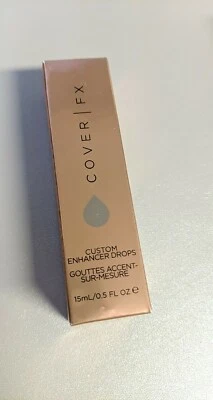 COVER | FX
CUSTOM
ENHANCER DROPS
GOUTTES ACCENT-
SUR-MESURE
15mL/0.5 FL OZ ℮